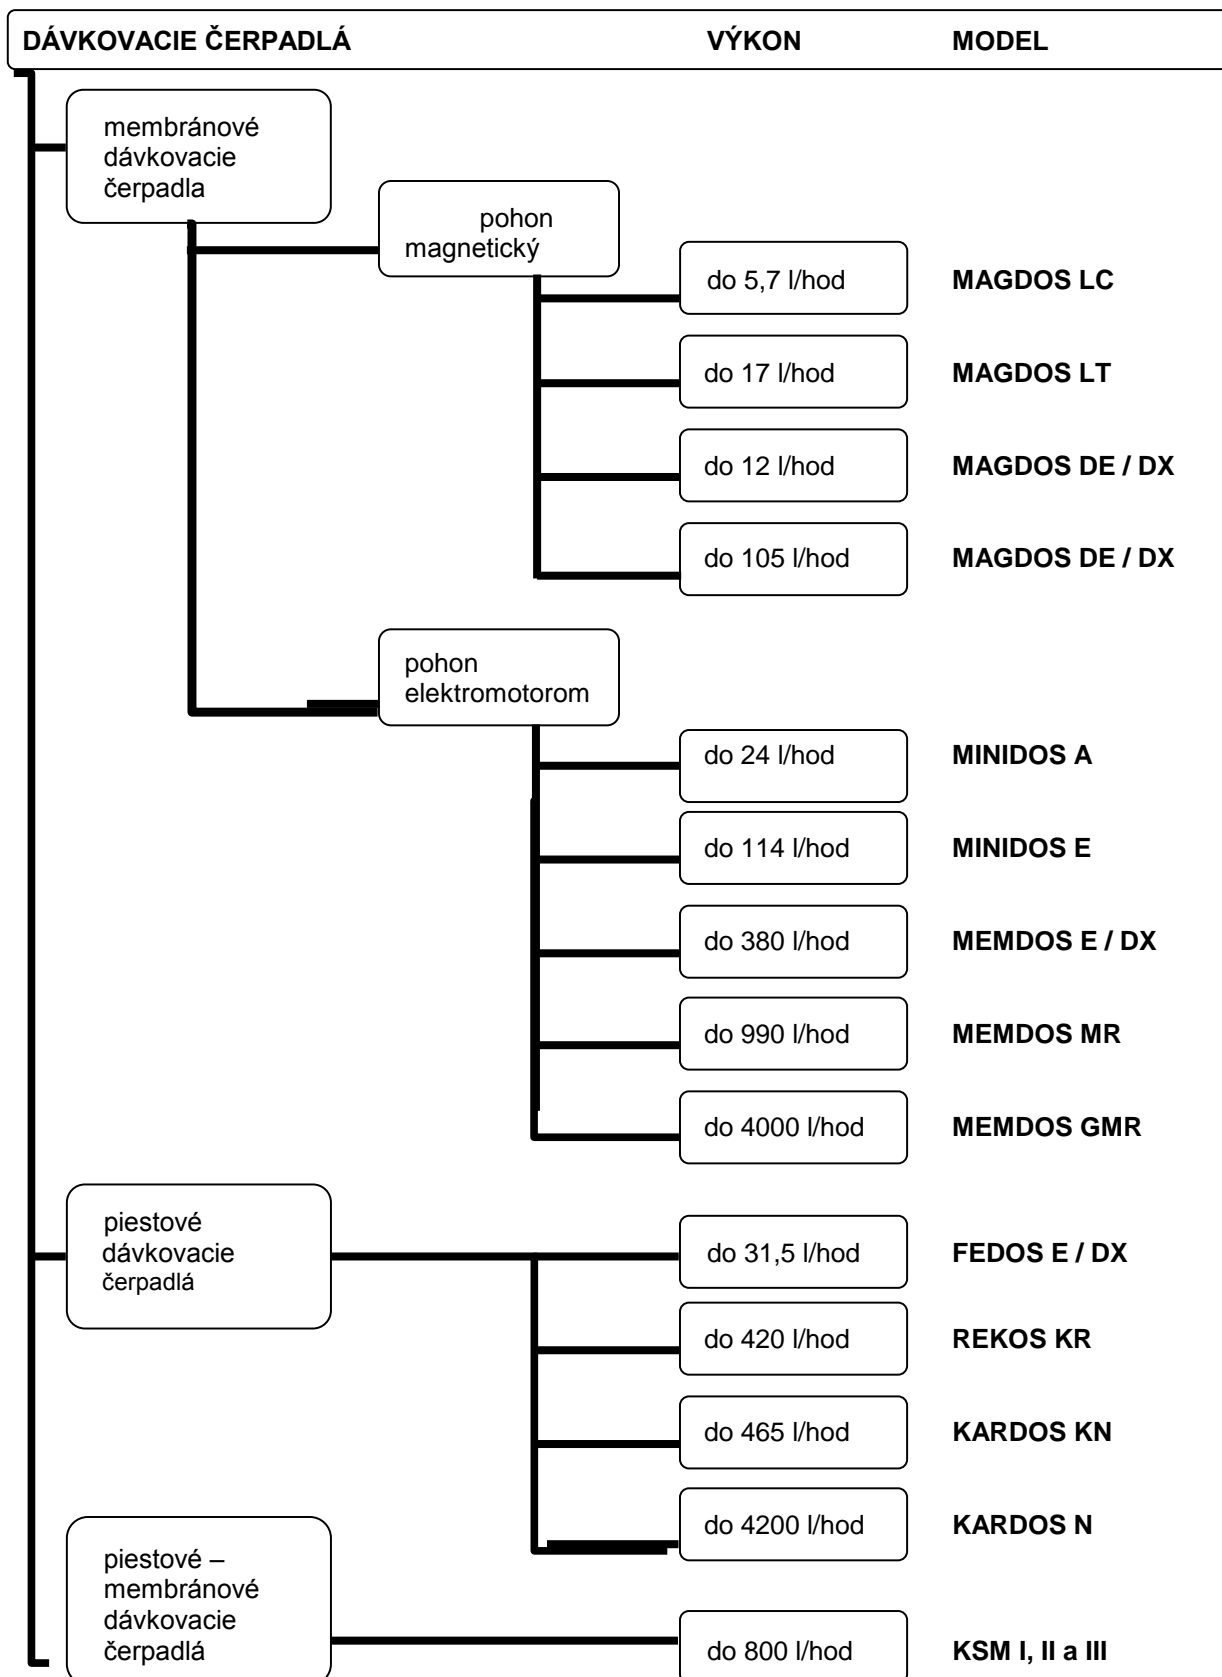 DÁVKOVACIE ČERPADLÁ VÝKON MODEL
membránové
dávkovacie
čerpadla
pohon
magnetický
do 5,7 l/hod MAGDOS LC
do 17 l/hod MAGDOS LT
do 12 l/hod MAGDOS DE / DX
do 105 l/hod MAGDOS DE / DX
pohon
elektromotorom
do 24 l/hod MINIDOS A
do 114 l/hod MINIDOS E
do 380 l/hod MEMDOS E / DX
do 990 l/hod MEMDOS MR
do 4000 l/hod MEMDOS GMR
piestové
dávkovacie
čerpadlá
do 31,5 l/hod FEDOS E / DX
do 420 l/hod REKOS KR
do 465 l/hod KARDOS KN
do 4200 l/hod KARDOS N
piestové –
membránové
dávkovacie
čerpadlá
do 800 l/hod KSM I, II a III